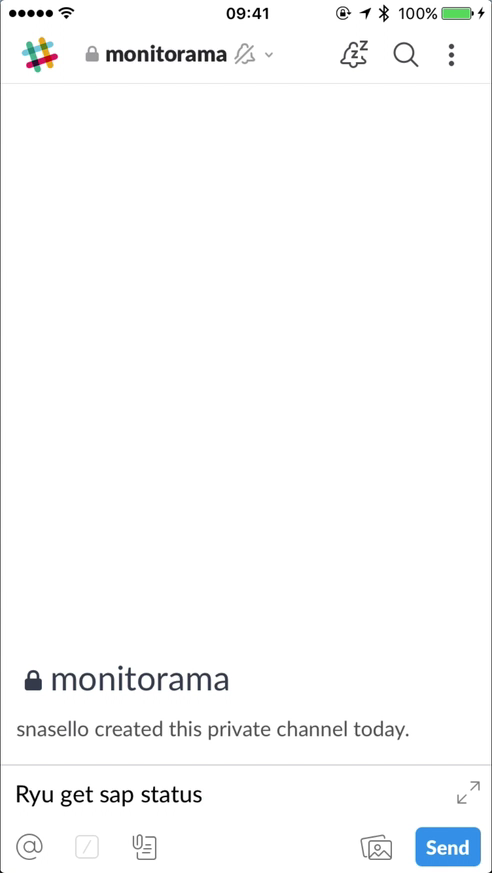 09:41
100%
monitorama
monitorama
snasello created this private channel today.
Ryu get sap status
@
Send